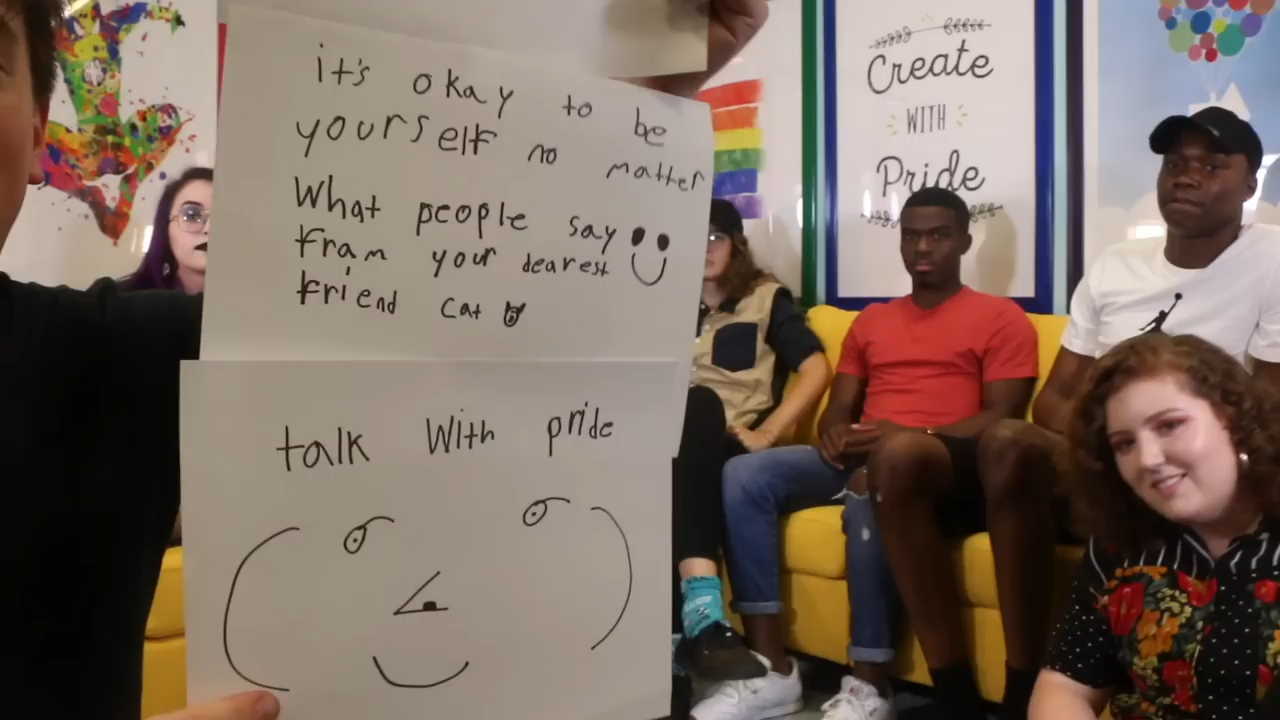 it's okay to be
yourself no matter
What people say
fram your dearest
friend cat
talk With pride
Create
WITH
Pride